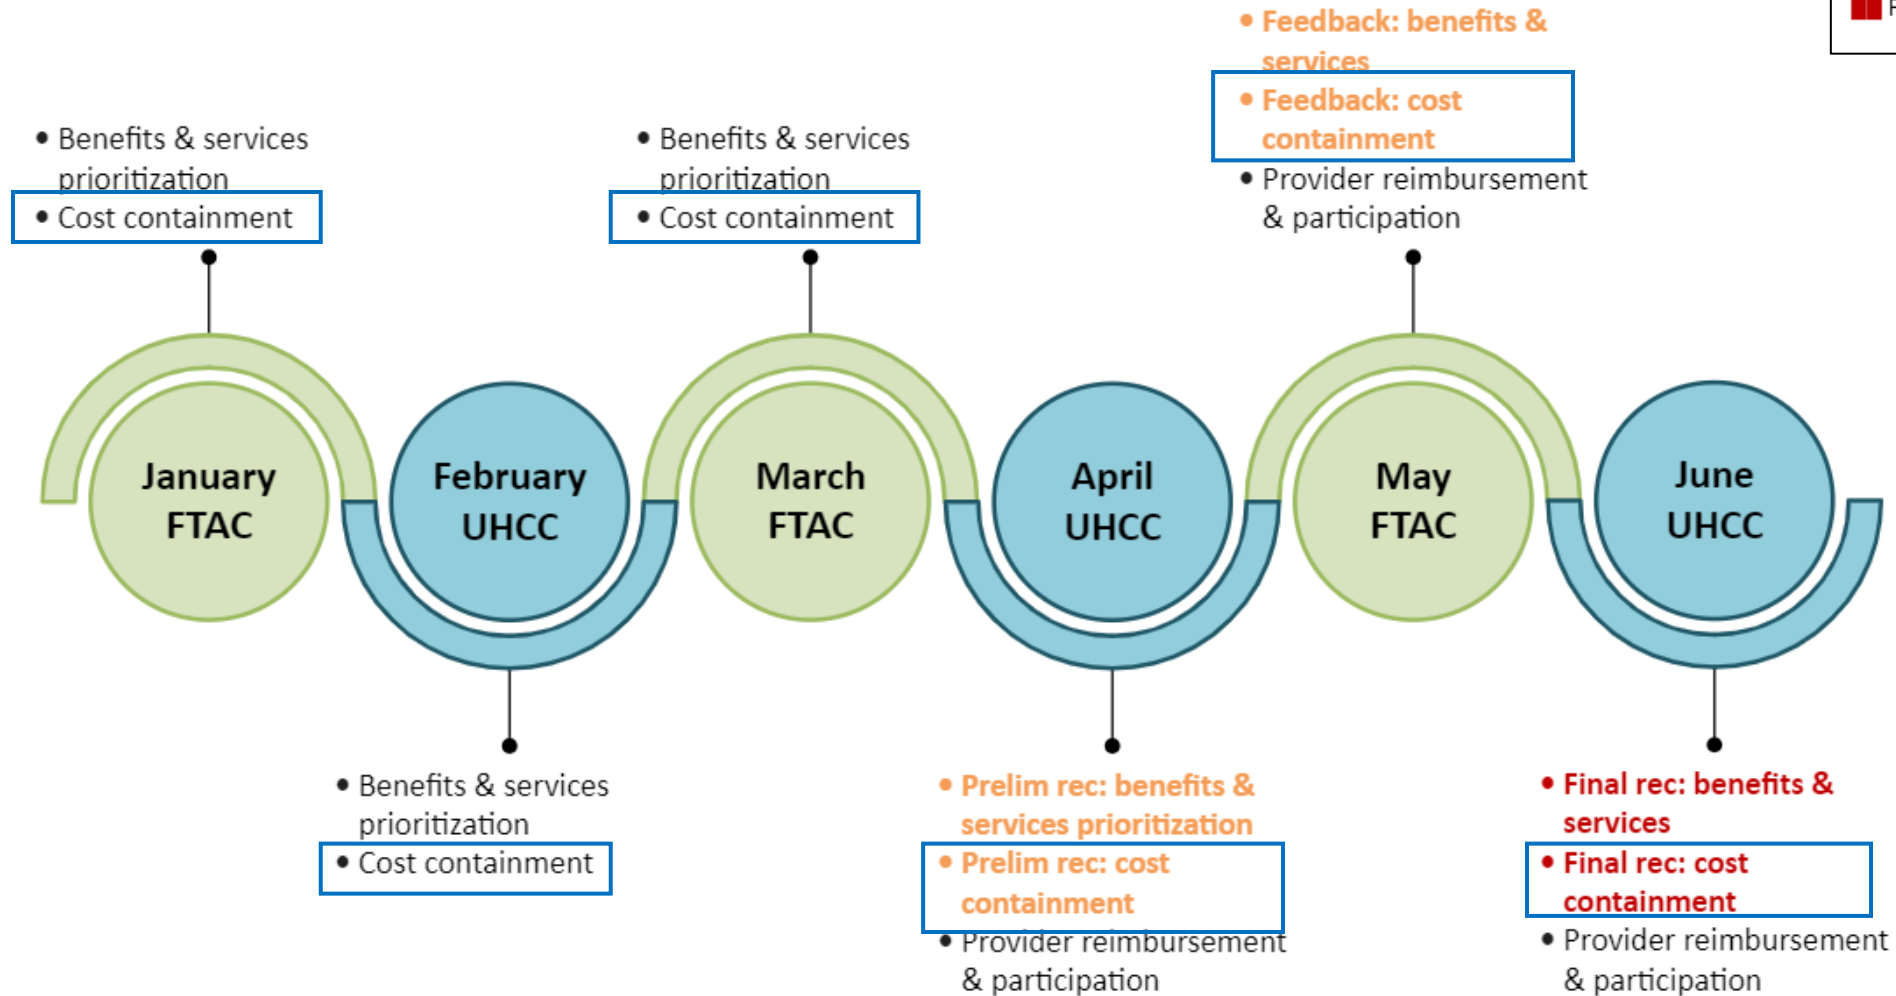 • Feedback: benefits &
services
• Feedback: cost
containment
• Provider reimbursement
& participation
• Benefits & services
prioritization
• Cost containment
• Benefits & services
prioritization
• Cost containment
January
FTAC
February
UHCC
March
FTAC
April
UHCC
May
FTAC
June
UHCC
• Benefits & services
prioritization
• Cost containment
• Prelim rec: benefits &
services prioritization
• Prelim rec: cost
containment
• Provider reimbursement
& participation
• Final rec: benefits &
services
• Final rec: cost
containment
• Provider reimbursement
& participation